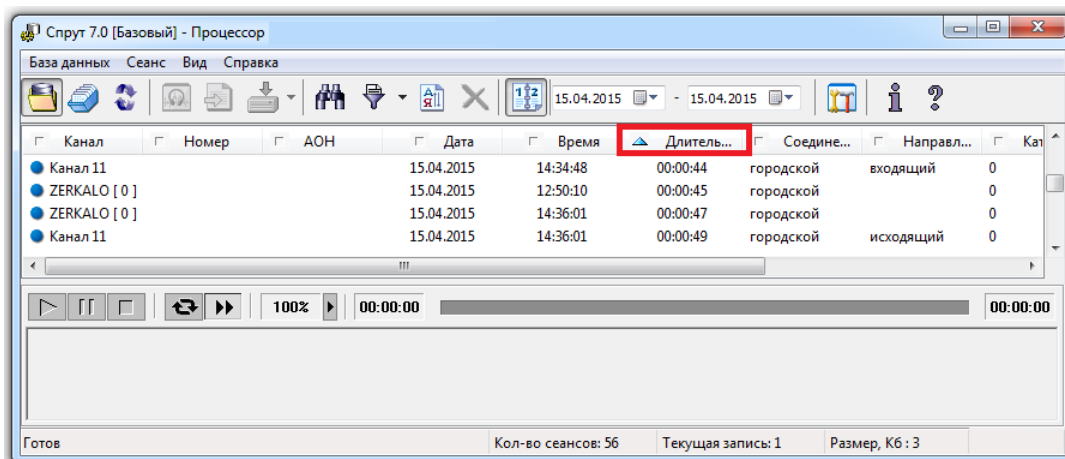 Спрут 7.0 [Базовый] - Процессор
База данных Сеанс Вид Справка
15.04.2015 - 15.04.2015
Канал Номер АОН Дата Время Длитель... Соедине... Направл... Кат
Канал 11 15.04.2015 14:34:48 00:00:44 городской входящий 0
ZERKALO [ 0 ] 15.04.2015 12:50:10 00:00:45 городской 0
ZERKALO [ 0 ] 15.04.2015 14:36:01 00:00:47 городской 0
Канал 11 15.04.2015 14:36:01 00:00:49 городской исходящий 0
100% 00:00:00 00:00:00
Готов Кол-во сеансов: 56 Текущая запись: 1 Размер, Кб : 3